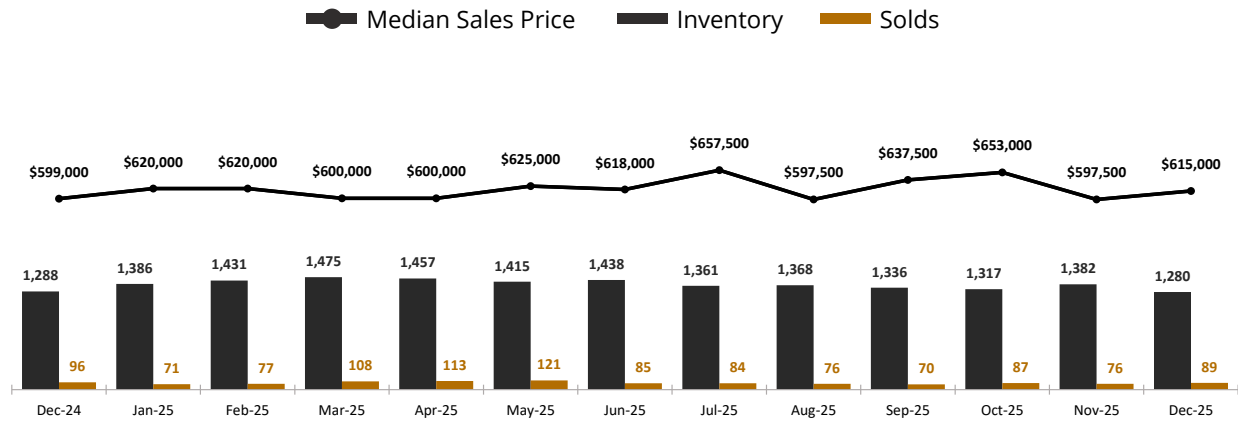 Median Sales Price Inventory Solds
$599,000 $620,000 $620,000 $600,000 $600,000 $625,000 $618,000 $657,500 $597,500 $637,500 $653,000 $597,500 $615,000
1,288 1,386 1,431 1,475 1,457 1,415 1,438 1,361 1,368 1,336 1,317 1,382 1,280
96 71 77 108 113 121 85 84 76 70 87 76 89
Dec-24 Jan-25 Feb-25 Mar-25 Apr-25 May-25 Jun-25 Jul-25 Aug-25 Sep-25 Oct-25 Nov-25 Dec-25